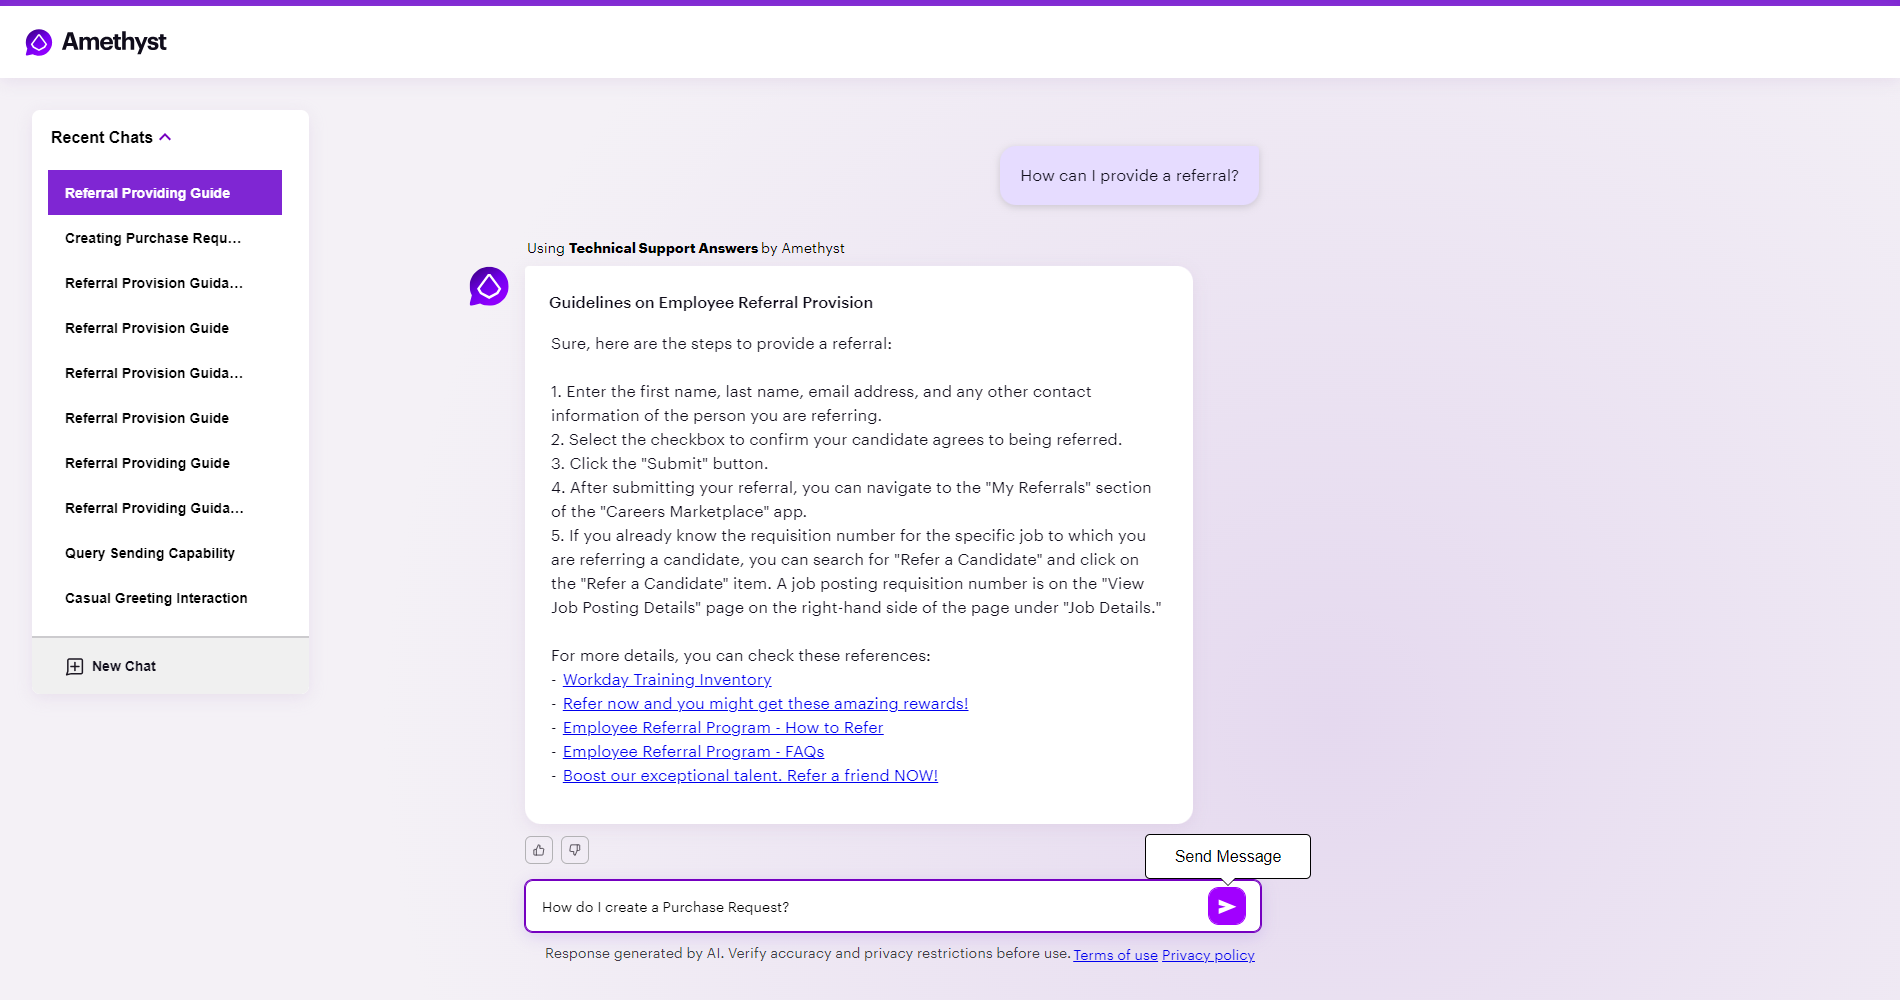 Amethyst
Recent Chats
Referral Providing Guide
Creating Purchase Requ...
Referral Provision Guida...
Referral Provision Guide
Referral Provision Guida...
Referral Provision Guide
Referral Providing Guide
Referral Providing Guida...
Query Sending Capability
Casual Greeting Interaction
New Chat
How can I provide a referral?
Using Technical Support Answers by Amethyst
Guidelines on Employee Referral Provision
Sure, here are the steps to provide a referral:
1. Enter the first name, last name, email address, and any other contact
information of the person you are referring.
2. Select the checkbox to confirm your candidate agrees to being referred.
3. Click the "Submit" button.
4. After submitting your referral, you can navigate to the "My Referrals" section
of the "Careers Marketplace" app.
5. If you already know the requisition number for the specific job to which you
are referring a candidate, you can search for "Refer a Candidate" and click on
the "Refer a Candidate" item. A job posting requisition number is on the "View
Job Posting Details" page on the right-hand side of the page under "Job Details."
For more details, you can check these references:
- Workday Training Inventory
- Refer now and you might get these amazing rewards!
- Employee Referral Program - How to Refer
- Employee Referral Program - FAQs
- Boost our exceptional talent. Refer a friend NOW!
Send Message
How do I create a Purchase Request?
Response generated by AI. Verify accuracy and privacy restrictions before use. Terms of use Privacy policy